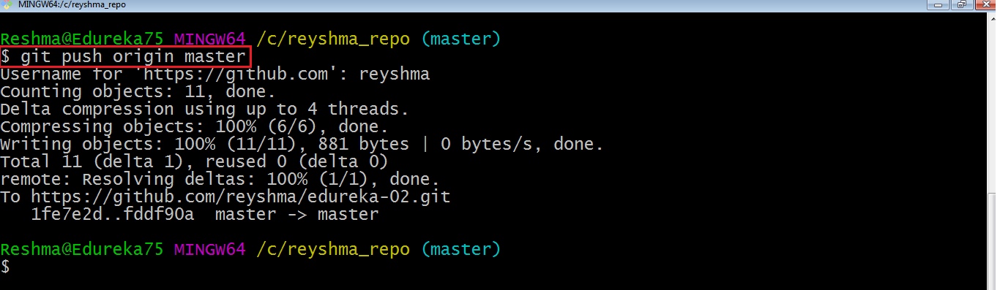 MINGW64:/c/reyshma_repo
Reshma@Edureka75 MINGW64 /c/reyshma_repo (master)
$ git push origin master
Username for 'https://github.com': reyshma
Counting objects: 11, done.
Delta compression using up to 4 threads.
Compressing objects: 100% (6/6), done.
Writing objects: 100% (11/11), 881 bytes | 0 bytes/s, done.
Total 11 (delta 1), reused 0 (delta 0)
remote: Resolving deltas: 100% (1/1), done.
To https://github.com/reyshma/edureka-02.git
   1fe7e2d..fddf90a  master -> master
Reshma@Edureka75 MINGW64 /c/reyshma_repo (master)
$